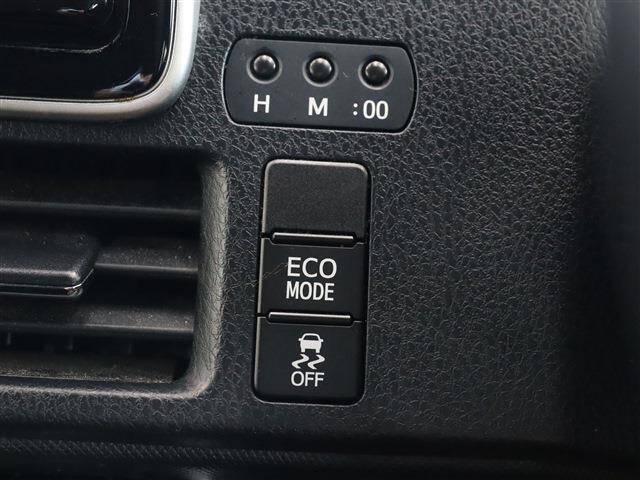 H M :00
ECO
MODE
OFF